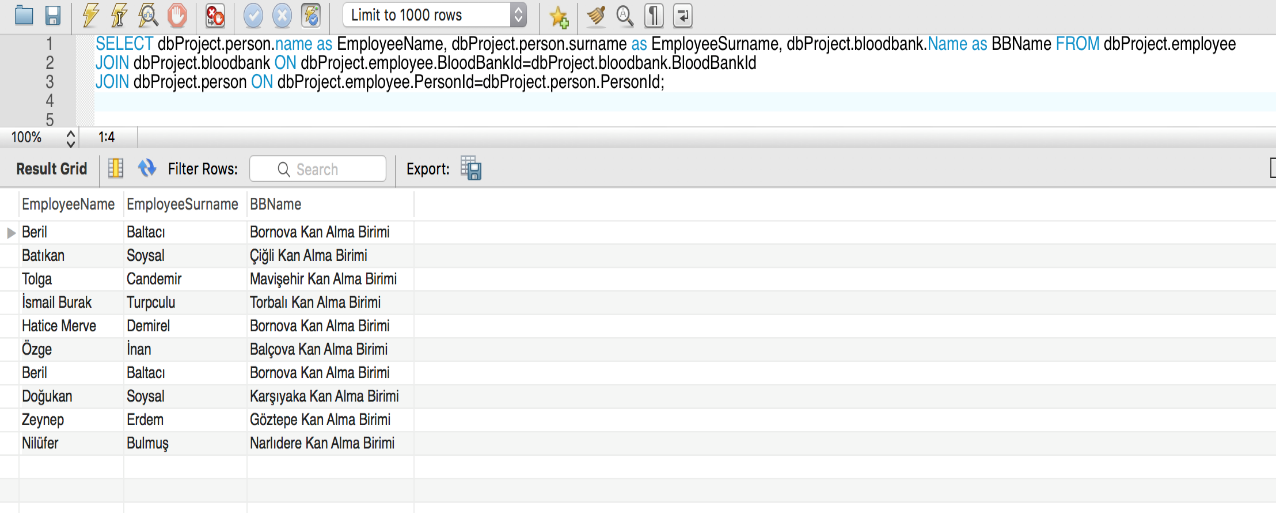 Limit to 1000 rows
1 SELECT dbProject.person.name as EmployeeName, dbProject.person.surname as EmployeeSurname, dbProject.bloodbank.Name as BBName FROM dbProject.employee
2 JOIN dbProject.bloodbank ON dbProject.employee.BloodBankId=dbProject.bloodbank.BloodBankId
3 JOIN dbProject.person ON dbProject.employee.PersonId=dbProject.person.PersonId;
4
5
100% 1:4
Result Grid Filter Rows: Search Export:
EmployeeName EmployeeSurname BBName
Beril Baltacı Bornova Kan Alma Birimi
Batıkan Soysal Çiğli Kan Alma Birimi
Tolga Candemir Mavişehir Kan Alma Birimi
İsmail Burak Turpculu Torbalı Kan Alma Birimi
Hatice Merve Demirel Bornova Kan Alma Birimi
Özge İnan Balçova Kan Alma Birimi
Beril Baltacı Bornova Kan Alma Birimi
Doğukan Soysal Karşıyaka Kan Alma Birimi
Zeynep Erdem Göztepe Kan Alma Birimi
Nilüfer Bulmuş Narlıdere Kan Alma Birimi